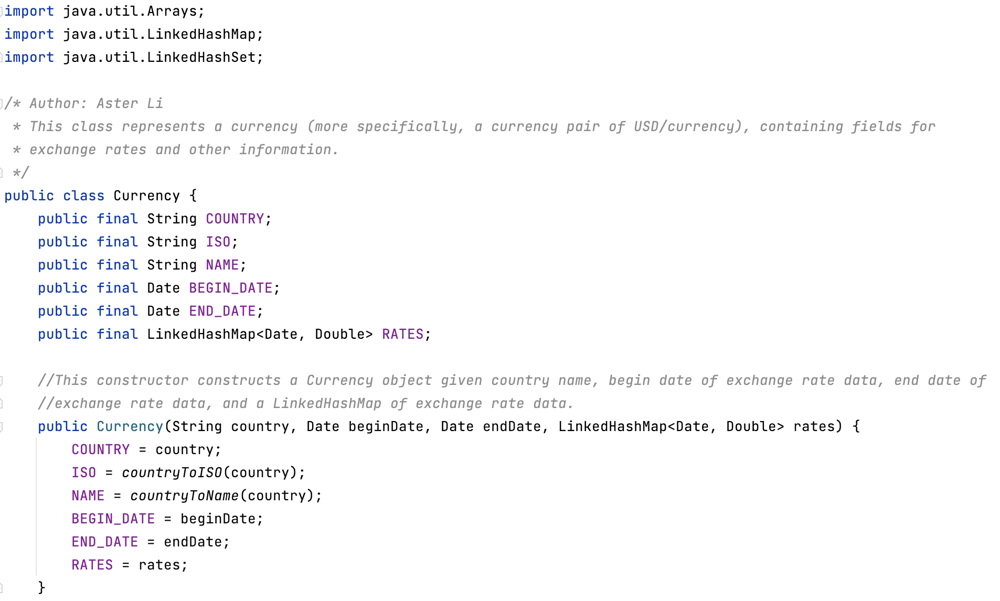 import java.util.Arrays;
import java.util.LinkedHashMap;
import java.util.LinkedHashSet;

/* Author: Aster Li
 * This class represents a currency (more specifically, a currency pair of USD/currency), containing fields for
 * exchange rates and other information.
 */
public class Currency {
    public final String COUNTRY;
    public final String ISO;
    public final String NAME;
    public final Date BEGIN_DATE;
    public final Date END_DATE;
    public final LinkedHashMap<Date, Double> RATES;

    //This constructor constructs a Currency object given country name, begin date of exchange rate data, end date of
    //exchange rate data, and a LinkedHashMap of exchange rate data.
    public Currency(String country, Date beginDate, Date endDate, LinkedHashMap<Date, Double> rates) {
        COUNTRY = country;
        ISO = countryToISO(country);
        NAME = countryToName(country);
        BEGIN_DATE = beginDate;
        END_DATE = endDate;
        RATES = rates;
    }